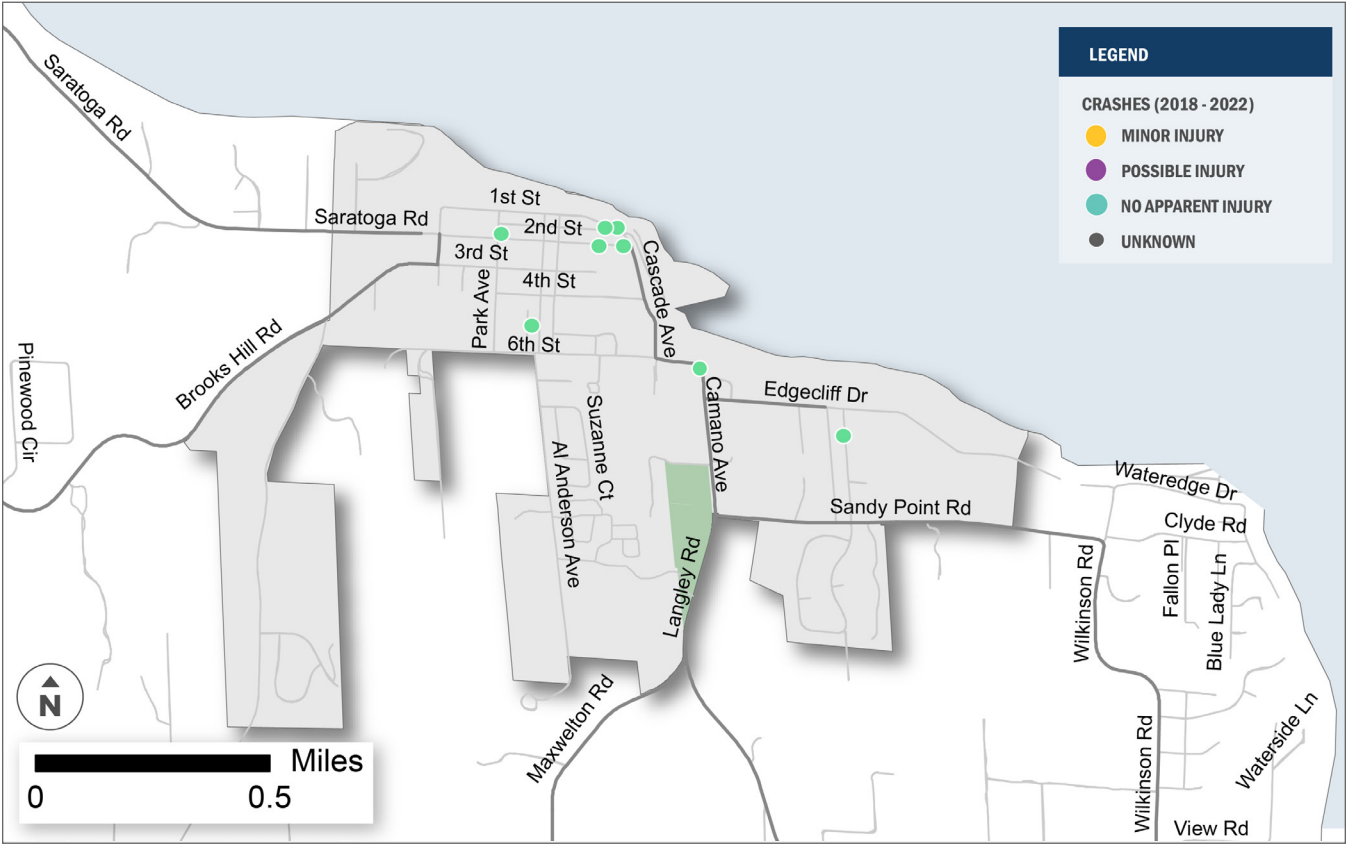 LEGEND
CRASHES (2018 - 2022)
MINOR INJURY
POSSIBLE INJURY
NO APPARENT INJURY
UNKNOWN
Saratoga Rd
1st St
Saratoga Rd
2nd St
3rd St
4th St
Cascade Ave
Park Ave
6th St
Brooks Hill Rd
Pinewood Cir
Edgecliff Dr
Camano Ave
Suzanne Ct
Al Anderson Ave
Sandy Point Rd
Wateredge Dr
Clyde Rd
Fallon Pl
Blue Lady Ln
Langley Rd
Wilkinson Rd
Maxwelton Rd
Wilkinson Rd
Waterside Ln
View Rd
N
Miles
0 0.5